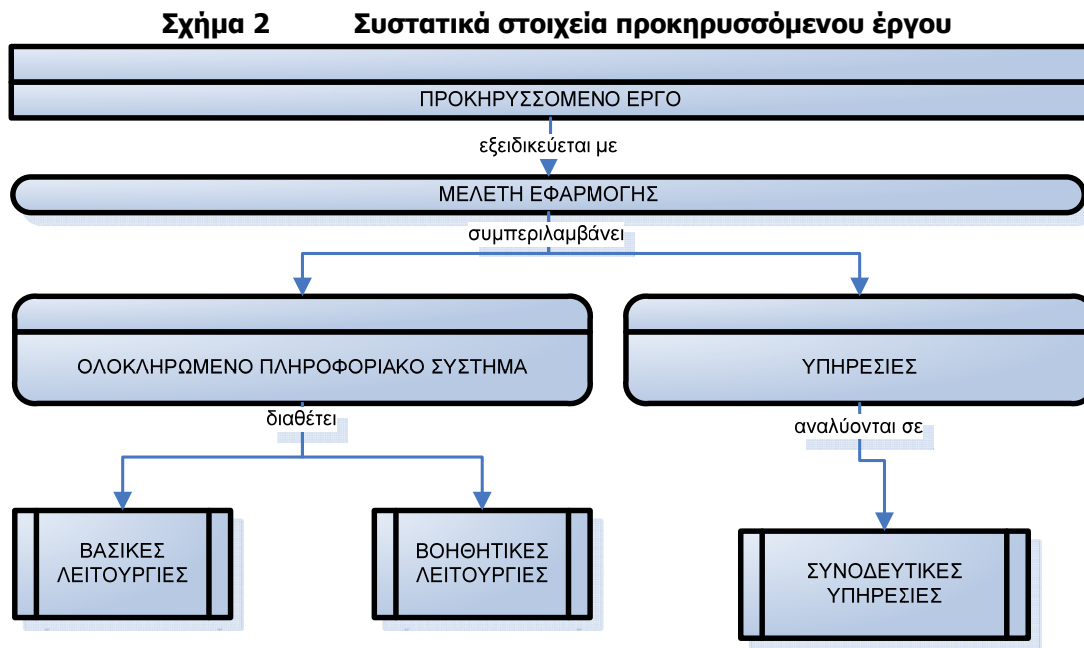 Σχήμα 2 Συστατικά στοιχεία προκηρυσσόμενου έργου
ΠΡΟΚΗΡΥΣΣΟΜΕΝΟ ΕΡΓΟ
εξειδικεύεται με
ΜΕΛΕΤΗ ΕΦΑΡΜΟΓΗΣ
συμπεριλαμβάνει
ΟΛΟΚΛΗΡΩΜΕΝΟ ΠΛΗΡΟΦΟΡΙΑΚΟ ΣΥΣΤΗΜΑ
ΥΠΗΡΕΣΙΕΣ
διαθέτει
αναλύονται σε
ΒΑΣΙΚΕΣ
ΛΕΙΤΟΥΡΓΙΕΣ
ΒΟΗΘΗΤΙΚΕΣ
ΛΕΙΤΟΥΡΓΙΕΣ
ΣΥΝΟΔΕΥΤΙΚΕΣ
ΥΠΗΡΕΣΙΕΣ